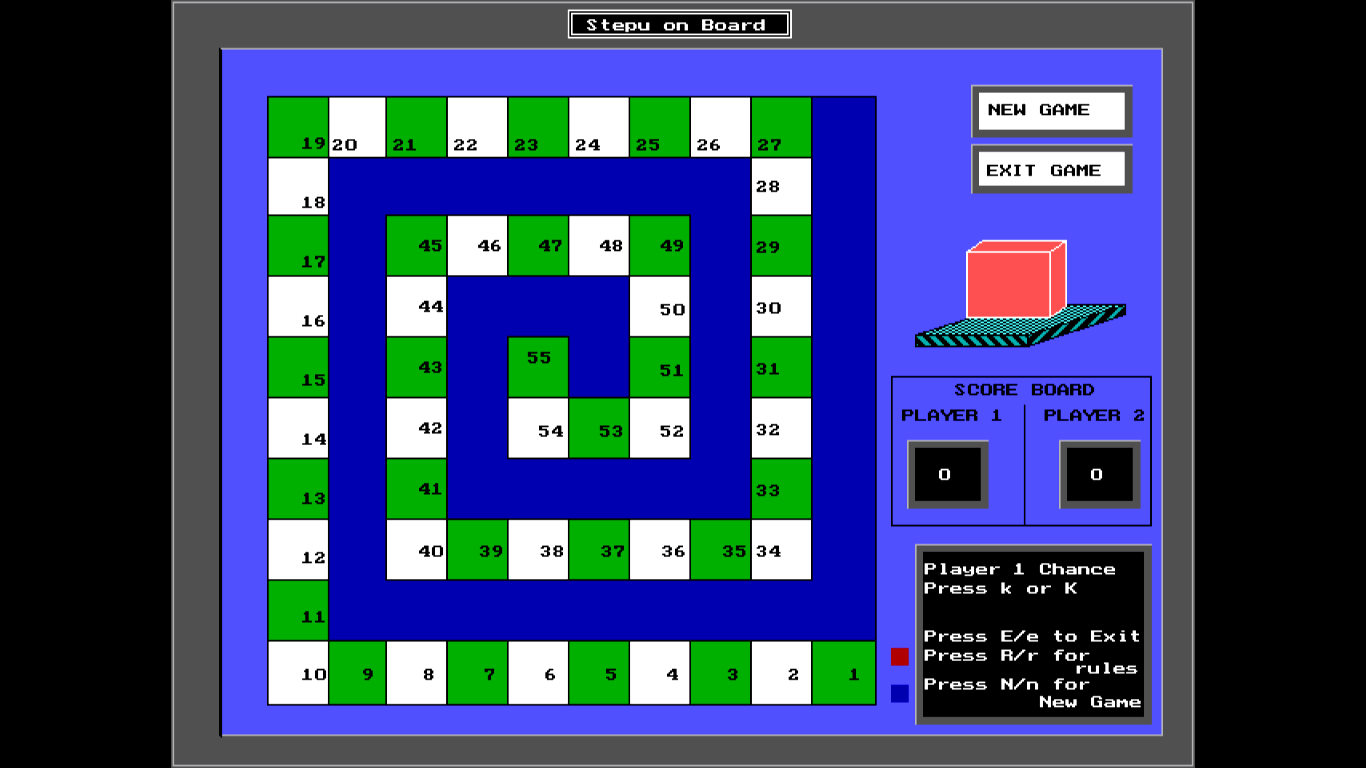 Stepu on Board
19 20 21 22 23 24 25 26 27
NEW GAME
EXIT GAME
18 28
17 45 46 47 48 49 29
16 44 50 30
15 43 55 51 31
14 42 54 53 52 32
13 41 33
12 40 39 38 37 36 35 34
11
10 9 8 7 6 5 4 3 2 1
SCORE BOARD
PLAYER 1 PLAYER 2
0 0
Player 1 Chance
Press k or K
Press E/e to Exit
Press R/r for
rules
Press N/n for
New Game